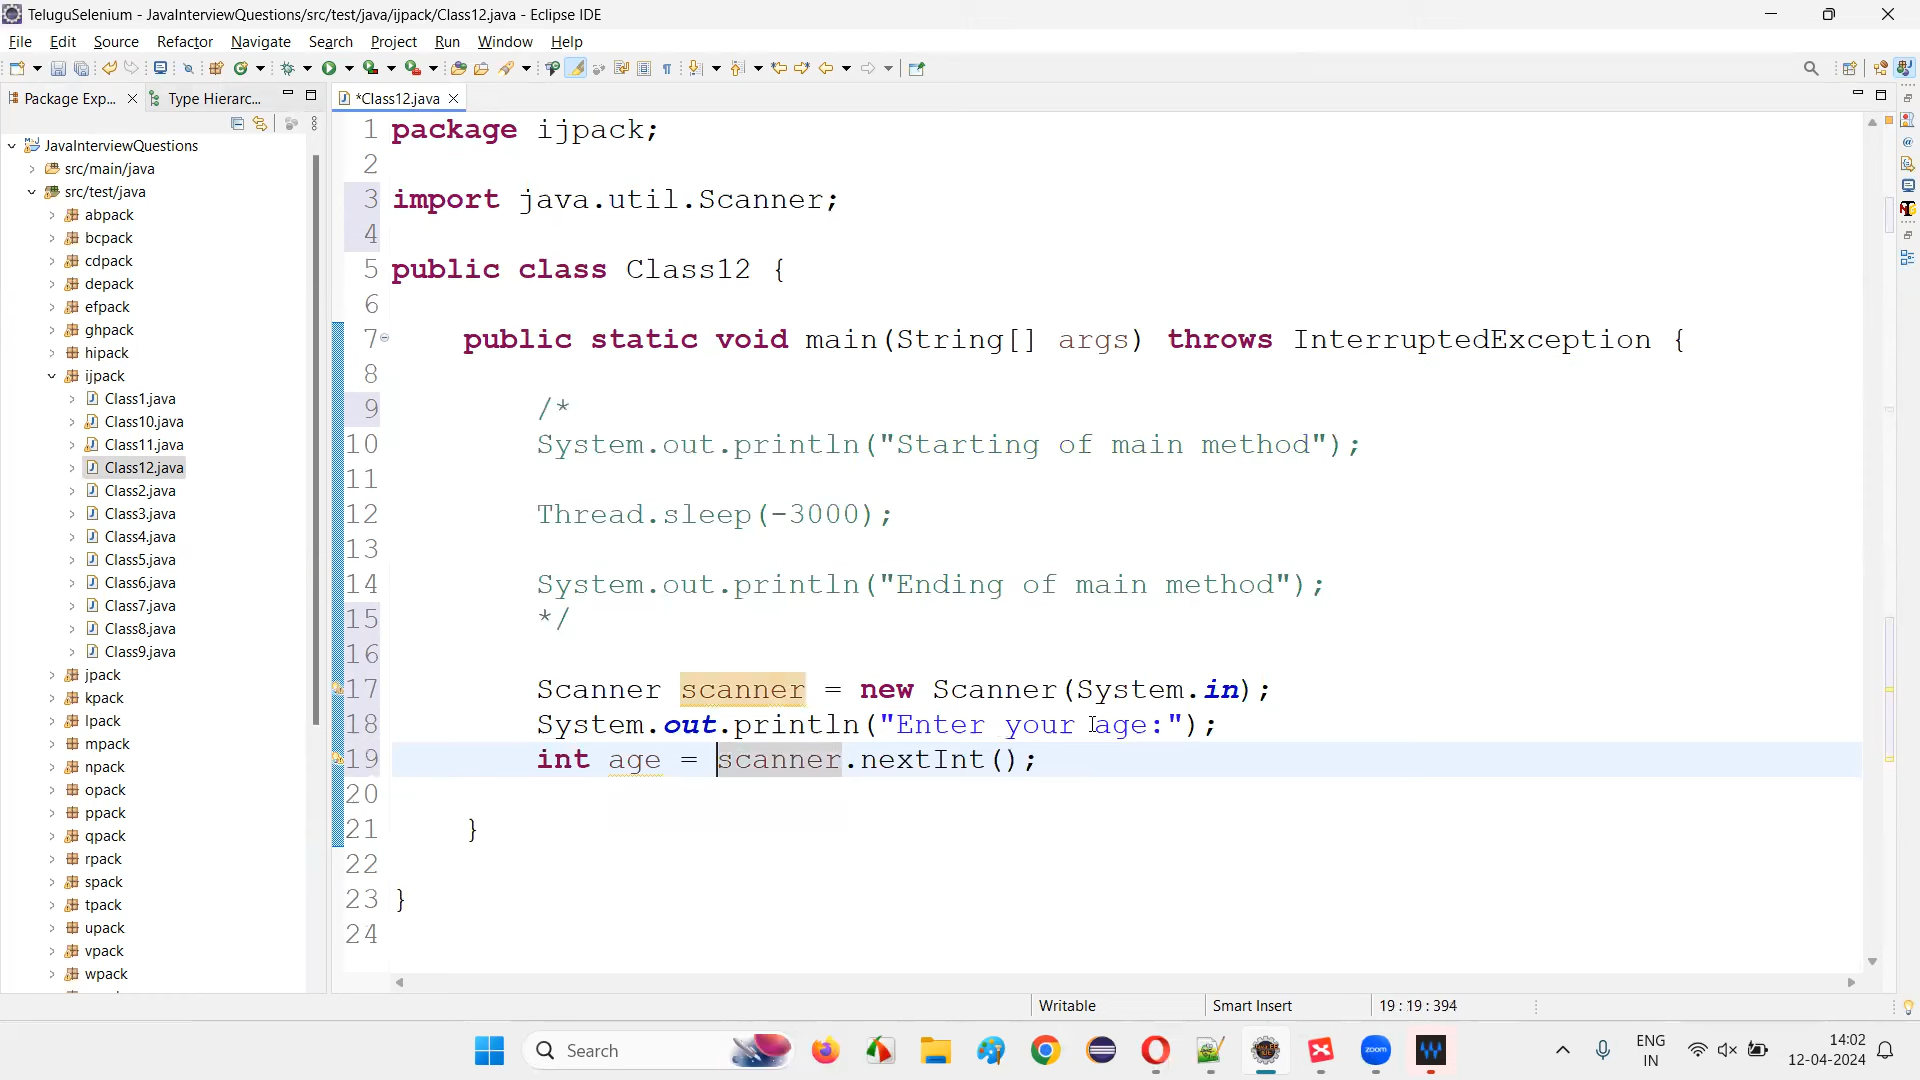 TeluguSelenium - JavaInterviewQuestions/src/test/java/ijpack/Class12.java - Eclipse IDE
File Edit Source Refactor Navigate Search Project Run Window Help
Package Exp... Type Hierarc... *Class12.java
JavaInterviewQuestions
src/main/java
src/test/java
abpack
bcpack
cdpack
depack
efpack
ghpack
hipack
ijpack
Class1.java
Class10.java
Class11.java
Class12.java
Class2.java
Class3.java
Class4.java
Class5.java
Class6.java
Class7.java
Class8.java
Class9.java
jpack
kpack
lpack
mpack
npack
opack
ppack
qpack
rpack
spack
tpack
upack
vpack
wpack
1 package ijpack;
2
3 import java.util.Scanner;
4
5 public class Class12 {
6
7 public static void main(String[] args) throws InterruptedException {
8
9 /*
10 System.out.println("Starting of main method");
11
12 Thread.sleep(-3000);
13
14 System.out.println("Ending of main method");
15 */
16
17 Scanner scanner = new Scanner(System.in);
18 System.out.println("Enter your age:");
19 int age = scanner.nextInt();
20
21 }
22
23 }
24
Writable Smart Insert 19 : 19 : 394
Search
zoom
ENG
IN
14:02
12-04-2024